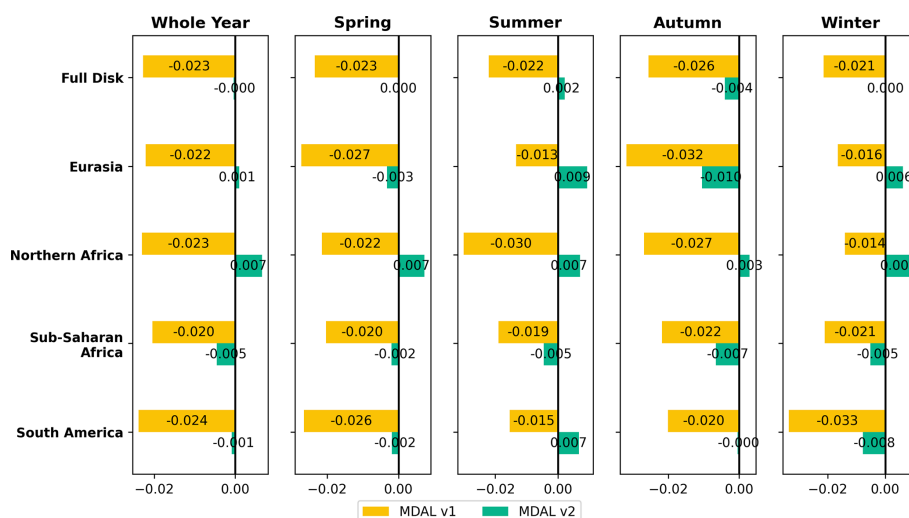 Whole Year Spring Summer Autumn Winter
Full Disk -0.023 -0.023 -0.022 -0.026 -0.021
-0.000 0.000 0.002 -0.004 0.000
Eurasia -0.022 -0.027 -0.013 -0.032 -0.016
0.001 -0.003 0.009 -0.010 0.006
Northern Africa -0.023 -0.022 -0.030 -0.027 -0.014
0.007 0.007 0.007 0.003
Sub-Saharan -0.020 -0.020 -0.019 -0.022 -0.021
Africa -0.005 -0.002 -0.005 -0.007 -0.005
South America -0.024 -0.026 -0.015 -0.020 -0.033
-0.001 -0.002 0.007 -0.000 -0.008
−0.02 0.00 0.00 −0.02 0.00 0.00 −0.02 0.00
MDAL v1 MDAL v2